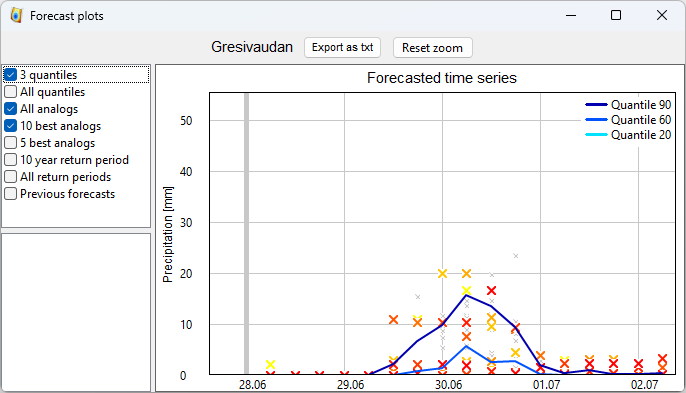 Forecast plots
Gresivaudan
Export as txt
Reset zoom
3 quantiles
All quantiles
All analogs
10 best analogs
5 best analogs
10 year return period
All return periods
Previous forecasts
Forecasted time series
Quantile 90
Quantile 60
Quantile 20
Precipitation [mm]
50
40
30
20
10
0
28.06 29.06 30.06 01.07 02.07